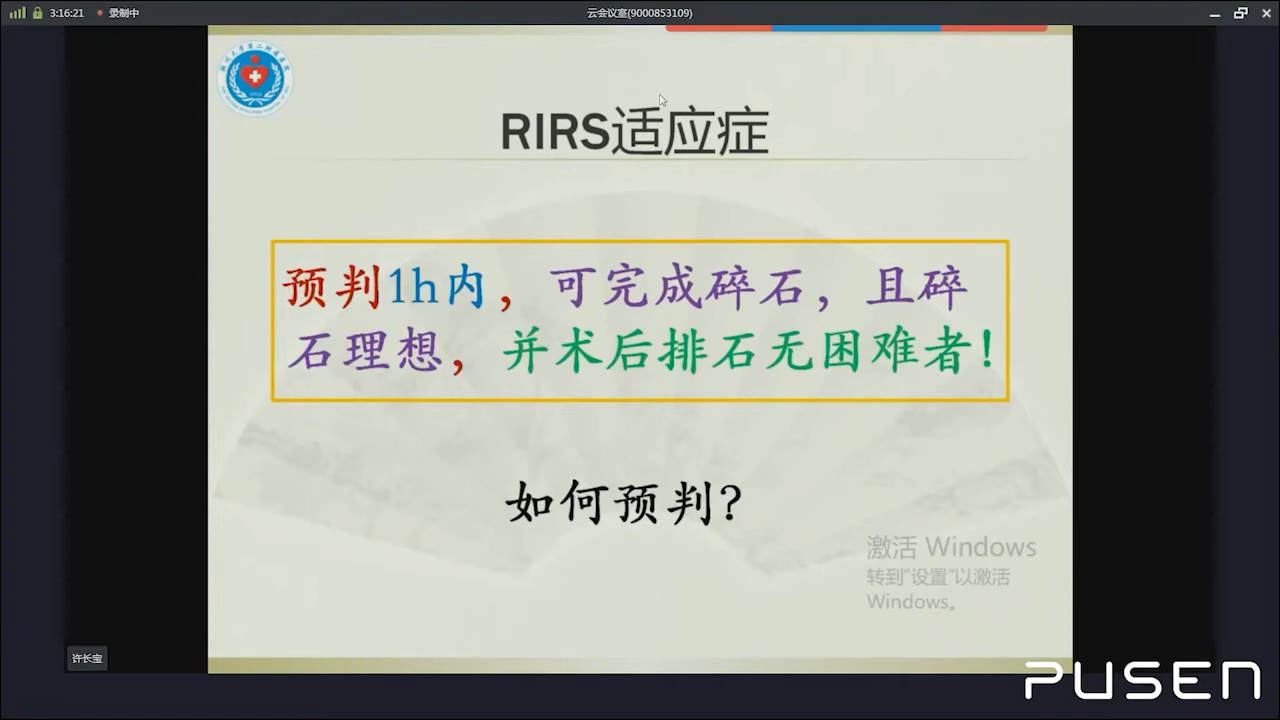 3:16:21
录制中
云会议室(9000853109)
RIRS适应症
预判1h内，可完成碎石，且碎
石理想，并术后排石无困难者！
如何预判？
激活 Windows
转到"设置"以激活
Windows。
许长宝
PUSEN